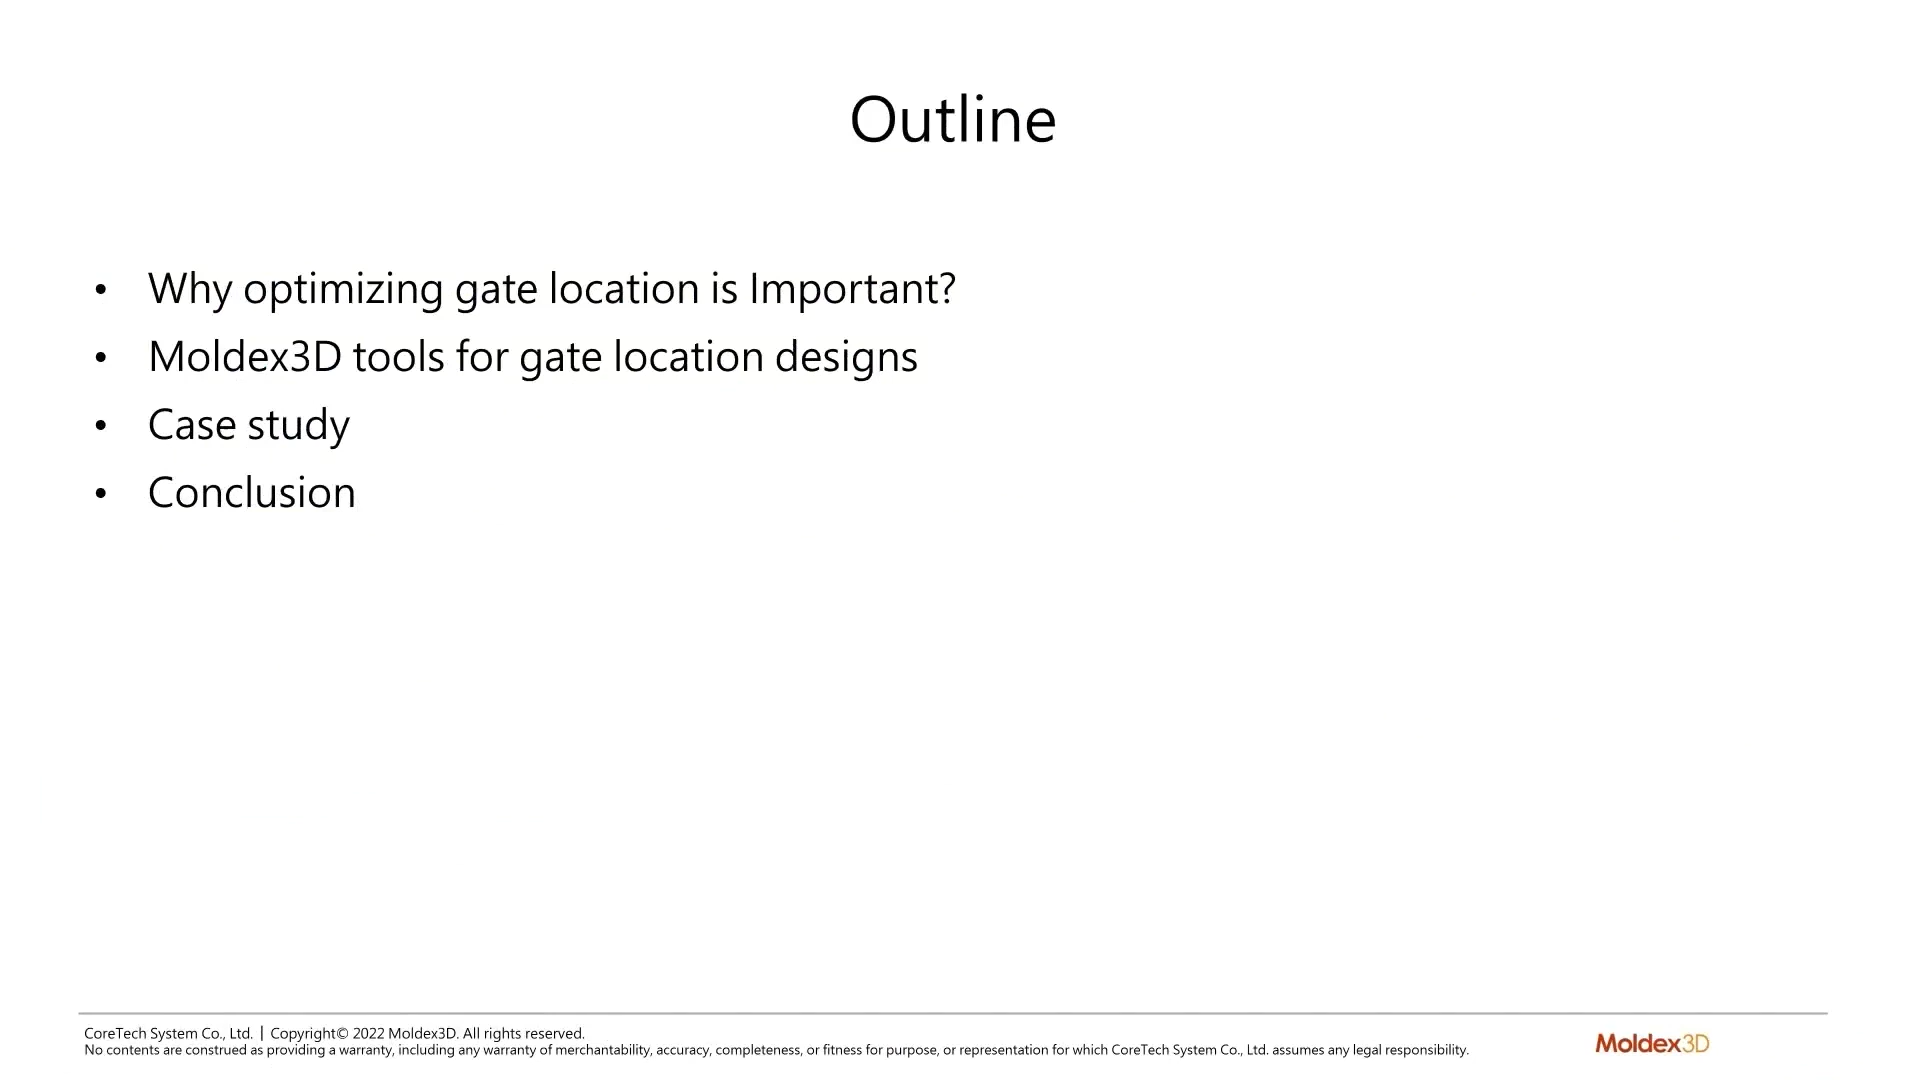 Outline
• Why optimizing gate location is Important?
• Moldex3D tools for gate location designs
• Case study
• Conclusion
CoreTech System Co., Ltd. | Copyright© 2022 Moldex3D. All rights reserved.
No contents are construed as providing a warranty, including any warranty of merchantability, accuracy, completeness, or fitness for purpose, or representation for which CoreTech System Co., Ltd. assumes any legal responsibility.
Moldex3D